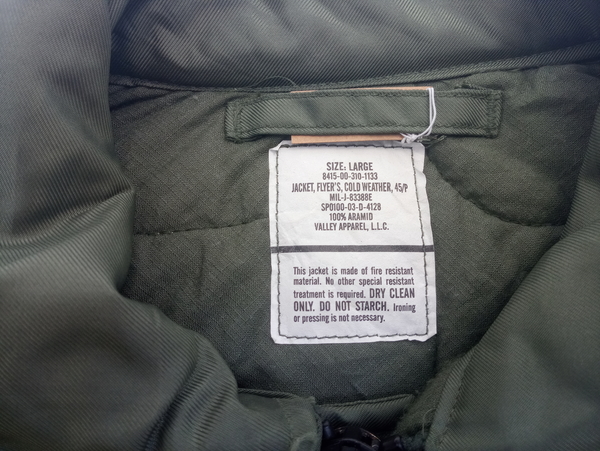 SIZE: LARGE
8415-00-310-1133
JACKET, FLYER'S, COLD WEATHER, 45/P
MIL-J-83388E
SPO100-03-D-4128
100% ARAMID
VALLEY APPAREL, L.L.C.
This jacket is made of fire resistant
material. No other special resistant
treatment is required. DRY CLEAN
ONLY. DO NOT STARCH. Ironing
or pressing is not necessary.